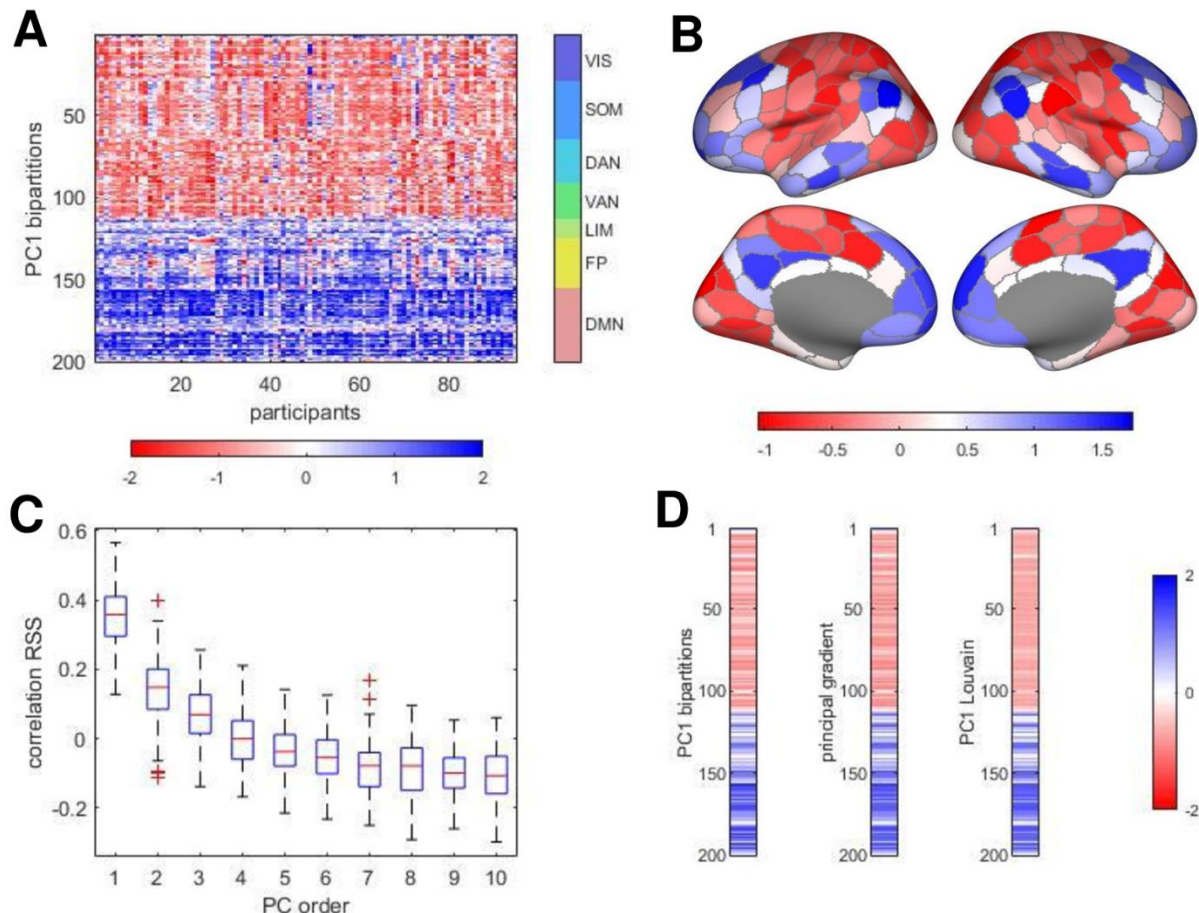 A
PC1 bipartitions
50
100
150
200
20
40
60
80
participants
VIS
SOM
DAN
VAN
LIM
FP
DMN
-2
-1
0
1
2
B
-1
-0.5
0
0.5
1
1.5
C
correlation RSS
0.6
0.4
0.2
0
-0.2
1
2
3
4
5
6
7
8
9
10
PC order
D
PC1 bipartitions
1
50
100
150
200
principal gradient
1
50
100
150
200
PC1 Louvain
1
50
100
150
200
2
0
-2